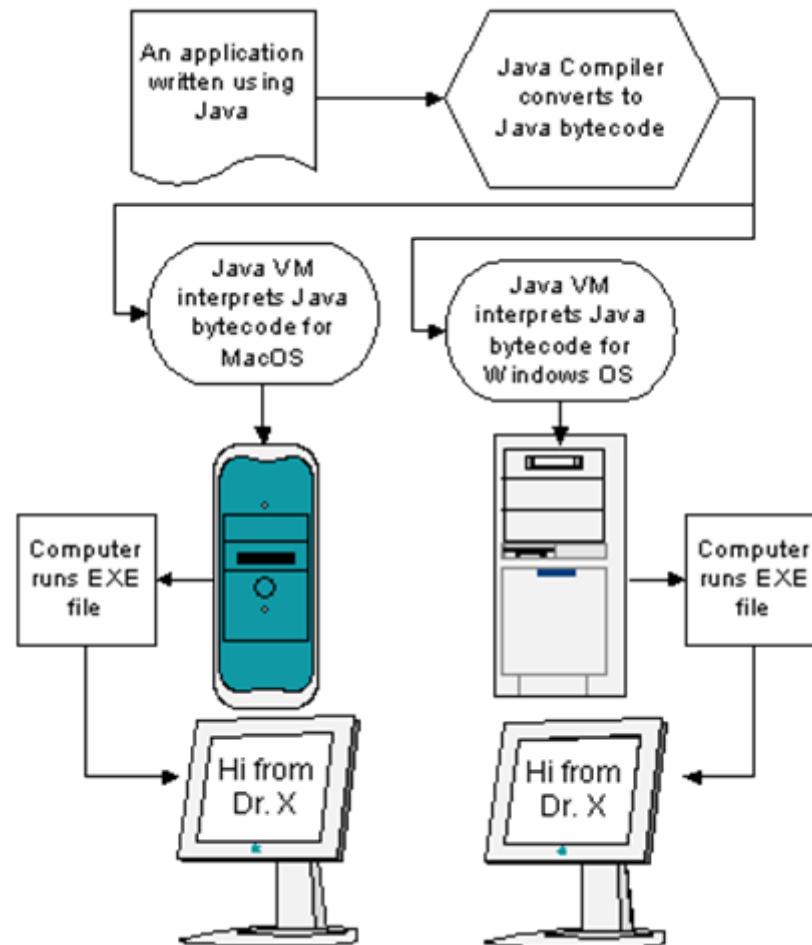 An application
written using
Java
Java Compiler
converts to
Java bytecode
Java VM
interprets Java
bytecode for
MacOS
Java VM
interprets Java
bytecode for
Windows OS
Computer
runs EXE
file
Computer
runs EXE
file
Hi from
Dr. X
Hi from
Dr. X